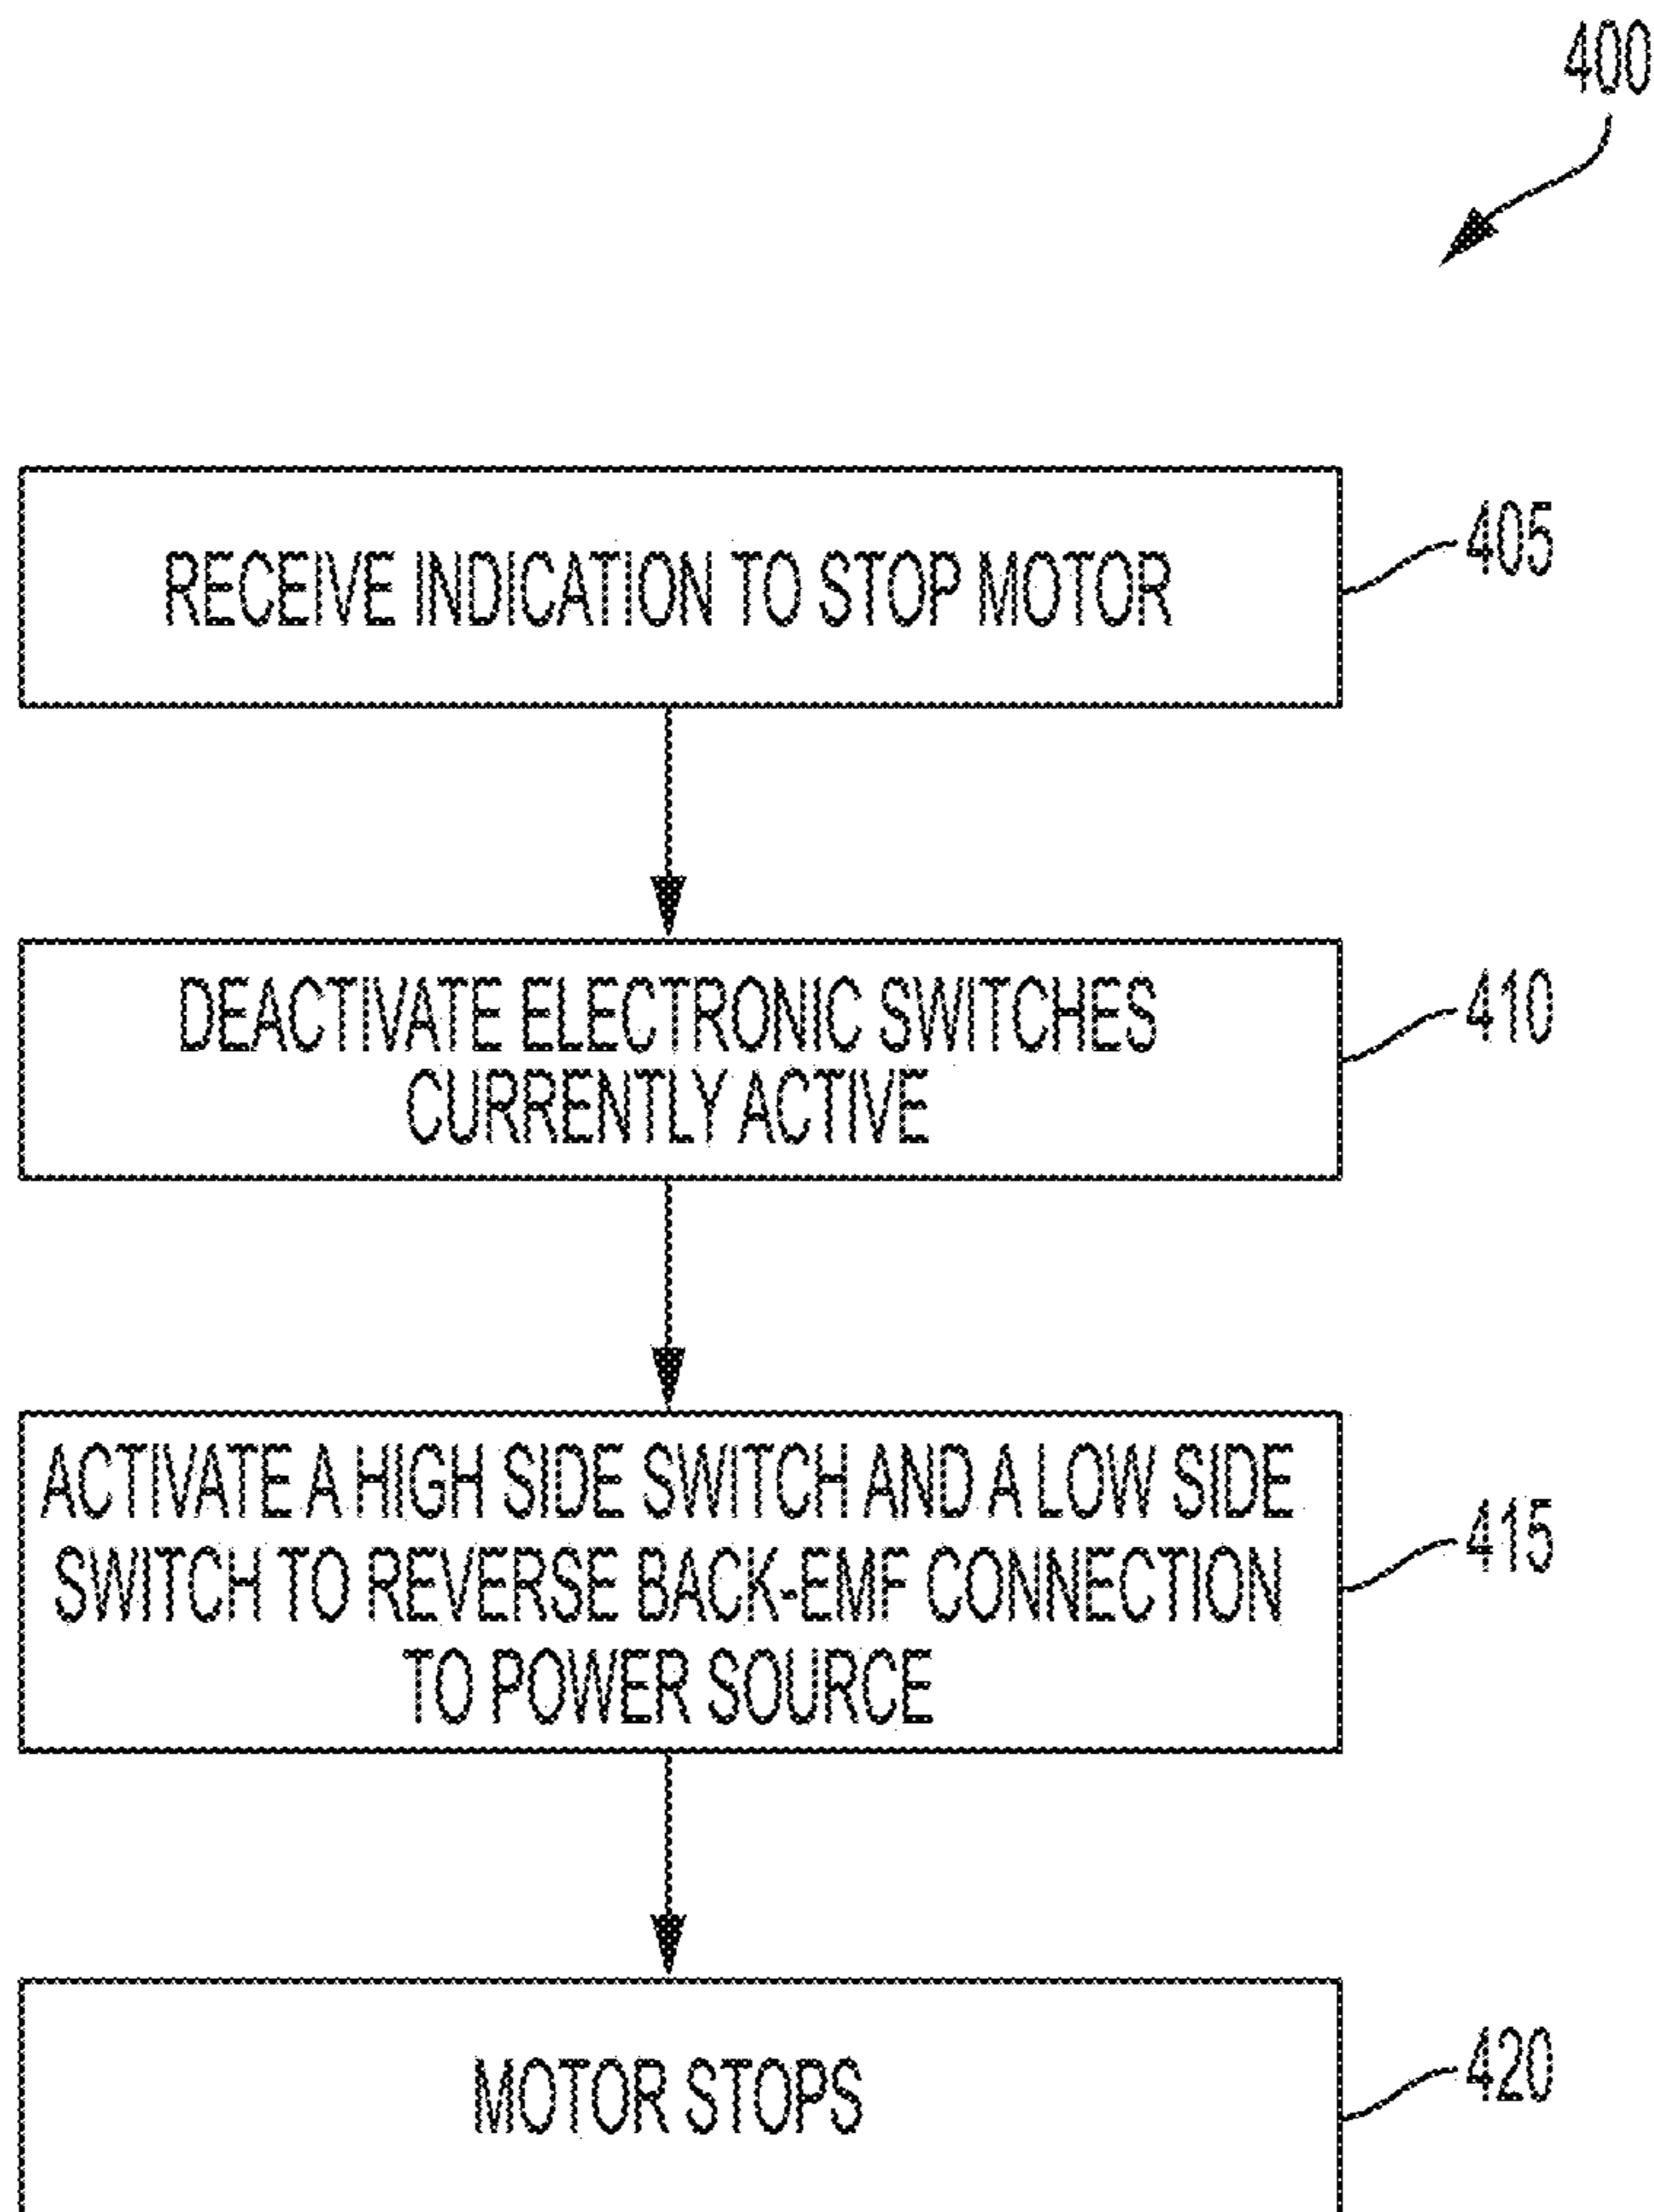 400
RECEIVE INDICATION TO STOP MOTOR
405
DEACTIVATE ELECTRONIC SWITCHES
CURRENTLY ACTIVE
410
ACTIVATE A HIGH SIDE SWITCH AND A LOW SIDE
SWITCH TO REVERSE BACK-EMF CONNECTION
TO POWER SOURCE
415
MOTOR STOPS
420